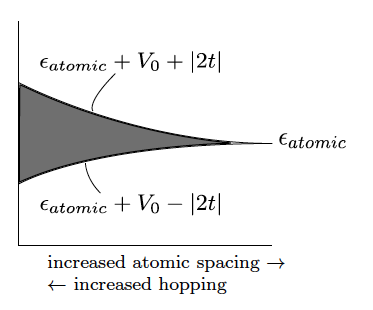 ϵ_atomic + V_0 + |2t|
ϵ_atomic
ϵ_atomic + V_0 − |2t|
increased atomic spacing →
← increased hopping